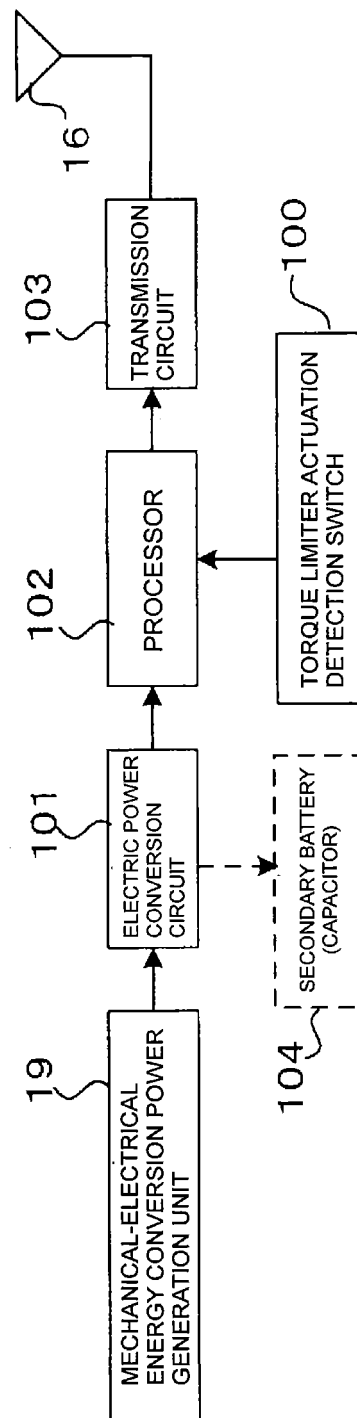 19
MECHANICAL-ELECTRICAL
ENERGY CONVERSION POWER
GENERATION UNIT
101
ELECTRIC POWER
CONVERSION
CIRCUIT
102
PROCESSOR
103
TRANSMISSION
CIRCUIT
16
104
SECONDARY BATTERY
(CAPACITOR)
100
TORQUE LIMITER ACTUATION
DETECTION SWITCH